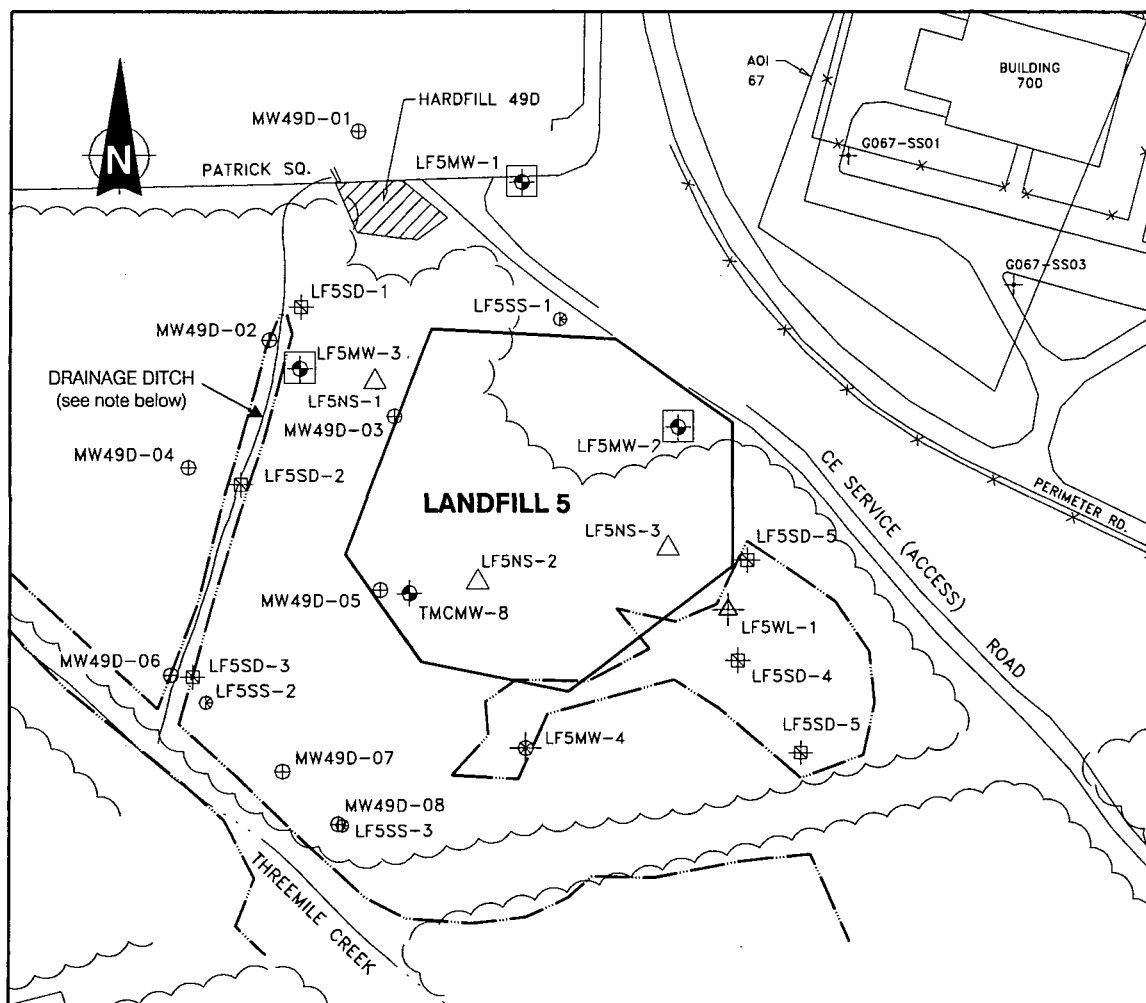 AOI
67
BUILDING
700
HARDFILL 49D
MW49D-01
N
G067-SS01
LF5MW-1
PATRICK SQ.
G067-SS03
LF5SD-1
LF5SS-1
MW49D-02
LF5MW-3
DRAINAGE DITCH
(see note below)
LF5NS-1
MW49D-03
LF5MW-2
MW49D-04
LF5SD-2
CE SERVICE (ACCESS)
ROAD
PERIMETER RD.
LANDFILL 5
LF5NS-3
LF5SD-5
LF5NS-2
MW49D-05
TMCMW-8
LF5WL-1
MW49D-06
LF5SD-3
LF5SD-4
LF5SS-2
LF5MW-4
LF5SD-5
MW49D-07
MW49D-08
LF5SS-3
THREEMILE CREEK